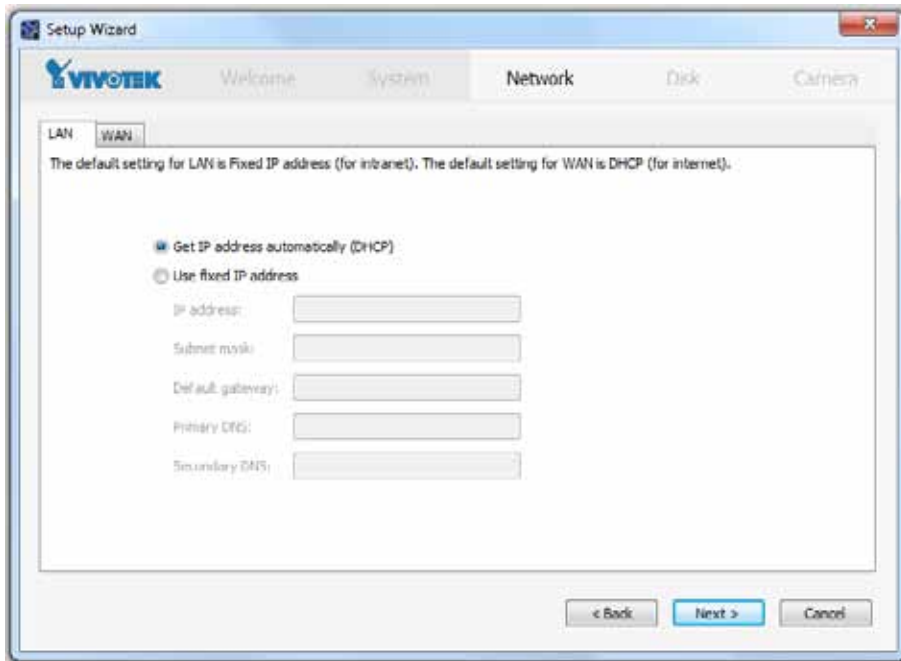 Setup Wizard
VIVOTEK Welcome System Network Disk Camera
LAN WAN
The default setting for LAN is Fixed IP address (for intranet). The default setting for WAN is DHCP (for internet).
Get IP address automatically (DHCP)
Use fixed IP address
IP address:
Subnet mask:
Default gateway:
Primary DNS:
Secondary DNS:
< Back Next > Cancel